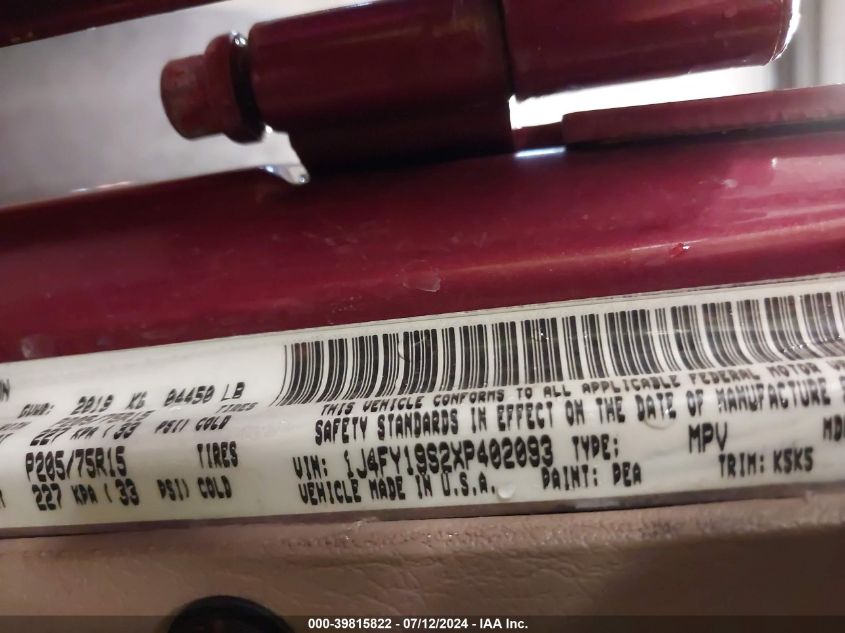 GVWR: 2019 KG 04450 LB
THIS VEHICLE CONFORMS TO ALL APPLICABLE FEDERAL MOTOR
TIRES
227 KPA ( 33 PSI) COLD
SAFETY STANDARDS IN EFFECT ON THE DATE OF MANUFACTURE
P205/75R15 TIRES
VIN: 1J4FY19S2XP402093 TYPE: MPV
227 KPA ( 33 PSI) COLD
VEHICLE MADE IN U.S.A. PAINT: PEA TRIM: K5K5
000-39815822 - 07/12/2024 - IAA Inc.